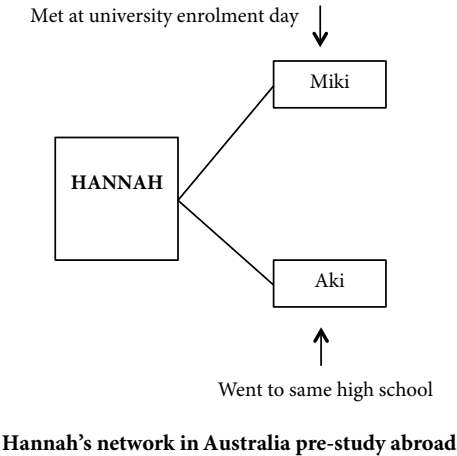 Met at university enrolment day
Miki
HANNAH
Aki
Went to same high school
Hannah’s network in Australia pre-study abroad